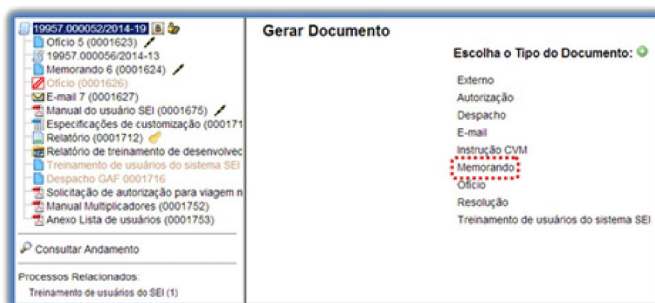 19957.000052/2014-19
Ofício 5 (0001623)
19957.000056/2014-13
Memorando 6 (0001624)
Ofício (0001626)
E-mail 7 (0001627)
Manual do usuário SEI (0001675)
Especificações de customização (000171
Relatório (0001712)
Relatório de treinamento de desenvolvec
Treinamento de usuários do sistema SEI
Despacho GAF 0001716
Solicitação de autorização para viagem n
Manual Multiplicadores (0001752)
Anexo Lista de usuários (0001753)
Consultar Andamento
Processos Relacionados:
Treinamento de usuários do SEI (1)
Gerar Documento
Escolha o Tipo do Documento:
Externo
Autorização
Despacho
E-mail
Instrução CVM
Memorando
Ofício
Resolução
Treinamento de usuários do sistema SEI